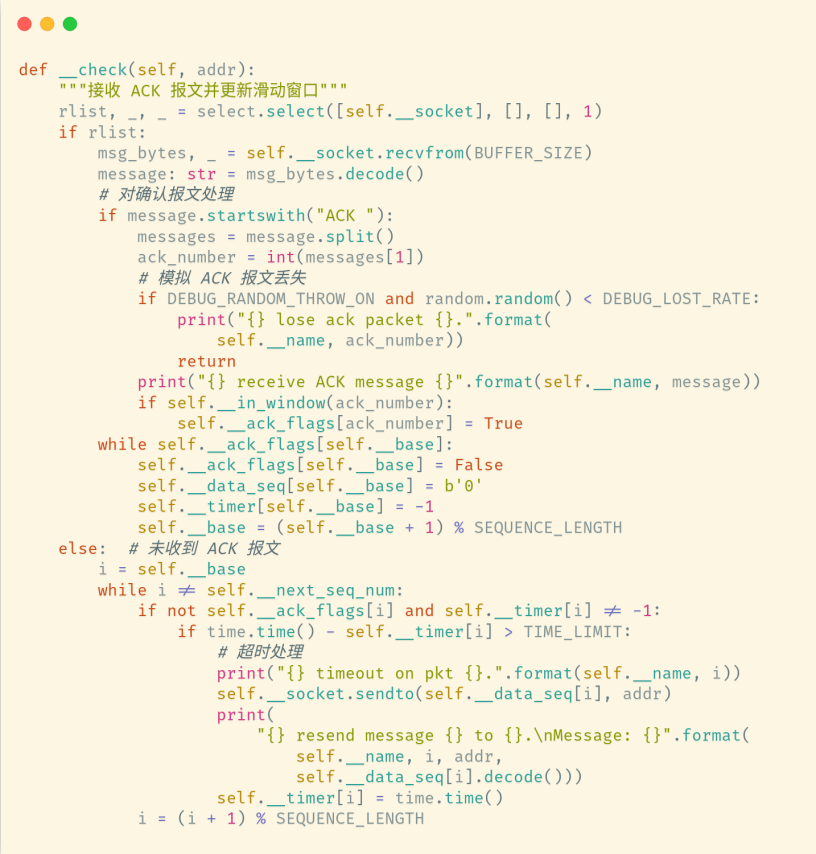 def __check(self, addr):
    """接收 ACK 报文并更新滑动窗口"""
    rlist, _, _ = select.select([self.__socket], [], [], 1)
    if rlist:
        msg_bytes, _ = self.__socket.recvfrom(BUFFER_SIZE)
        message: str = msg_bytes.decode()
        # 对确认报文处理
        if message.startswith("ACK "):
            messages = message.split()
            ack_number = int(messages[1])
            # 模拟 ACK 报文丢失
            if DEBUG_RANDOM_THROW_ON and random.random() < DEBUG_LOST_RATE:
                print("{} lose ack packet {}.".format(
                    self.__name, ack_number))
                return
            print("{} receive ACK message {}".format(self.__name, message))
            if self.__in_window(ack_number):
                self.__ack_flags[ack_number] = True
        while self.__ack_flags[self.__base]:
            self.__ack_flags[self.__base] = False
            self.__data_seq[self.__base] = b'0'
            self.__timer[self.__base] = -1
            self.__base = (self.__base + 1) % SEQUENCE_LENGTH
    else:  # 未收到 ACK 报文
        i = self.__base
        while i ≠ self.__next_seq_num:
            if not self.__ack_flags[i] and self.__timer[i] ≠ -1:
                if time.time() - self.__timer[i] > TIME_LIMIT:
                    # 超时处理
                    print("{} timeout on pkt {}.".format(self.__name, i))
                    self.__socket.sendto(self.__data_seq[i], addr)
                    print(
                        "{} resend message {} to {}.\nMessage: {}".format(
                            self.__name, i, addr,
                            self.__data_seq[i].decode()))
                    self.__timer[i] = time.time()
            i = (i + 1) % SEQUENCE_LENGTH